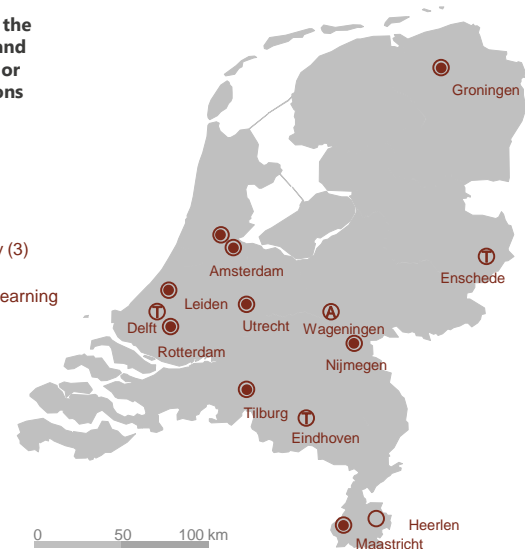 the
and
or
ons
Groningen
y (3)
Amsterdam
Enschede
earning
Leiden
T
T
Utrecht
A
Wageningen
Delft
Rotterdam
Nijmegen
Tilburg
T
Eindhoven
Heerlen
Maastricht
0 50 100 km